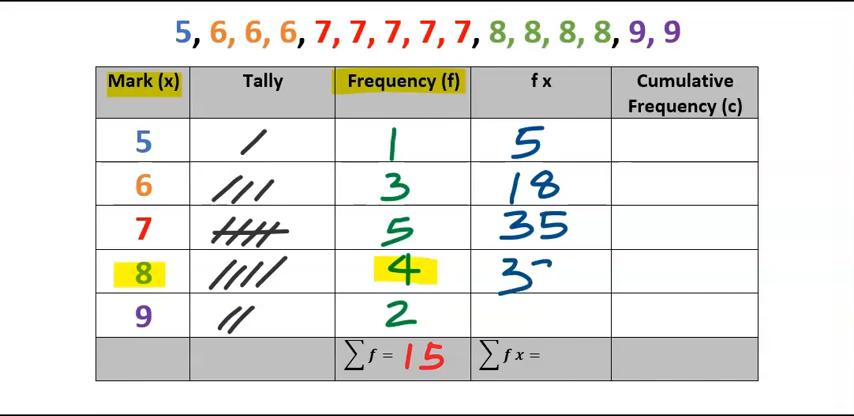 5, 6, 6, 6, 7, 7, 7, 7, 7, 8, 8, 8, 8, 9, 9
Mark (x) Tally Frequency (f) f x Cumulative Frequency (c)
5 1 5
6 3 18
7 5 35
8 4 3
9 2
∑ f = 15 ∑ f x =